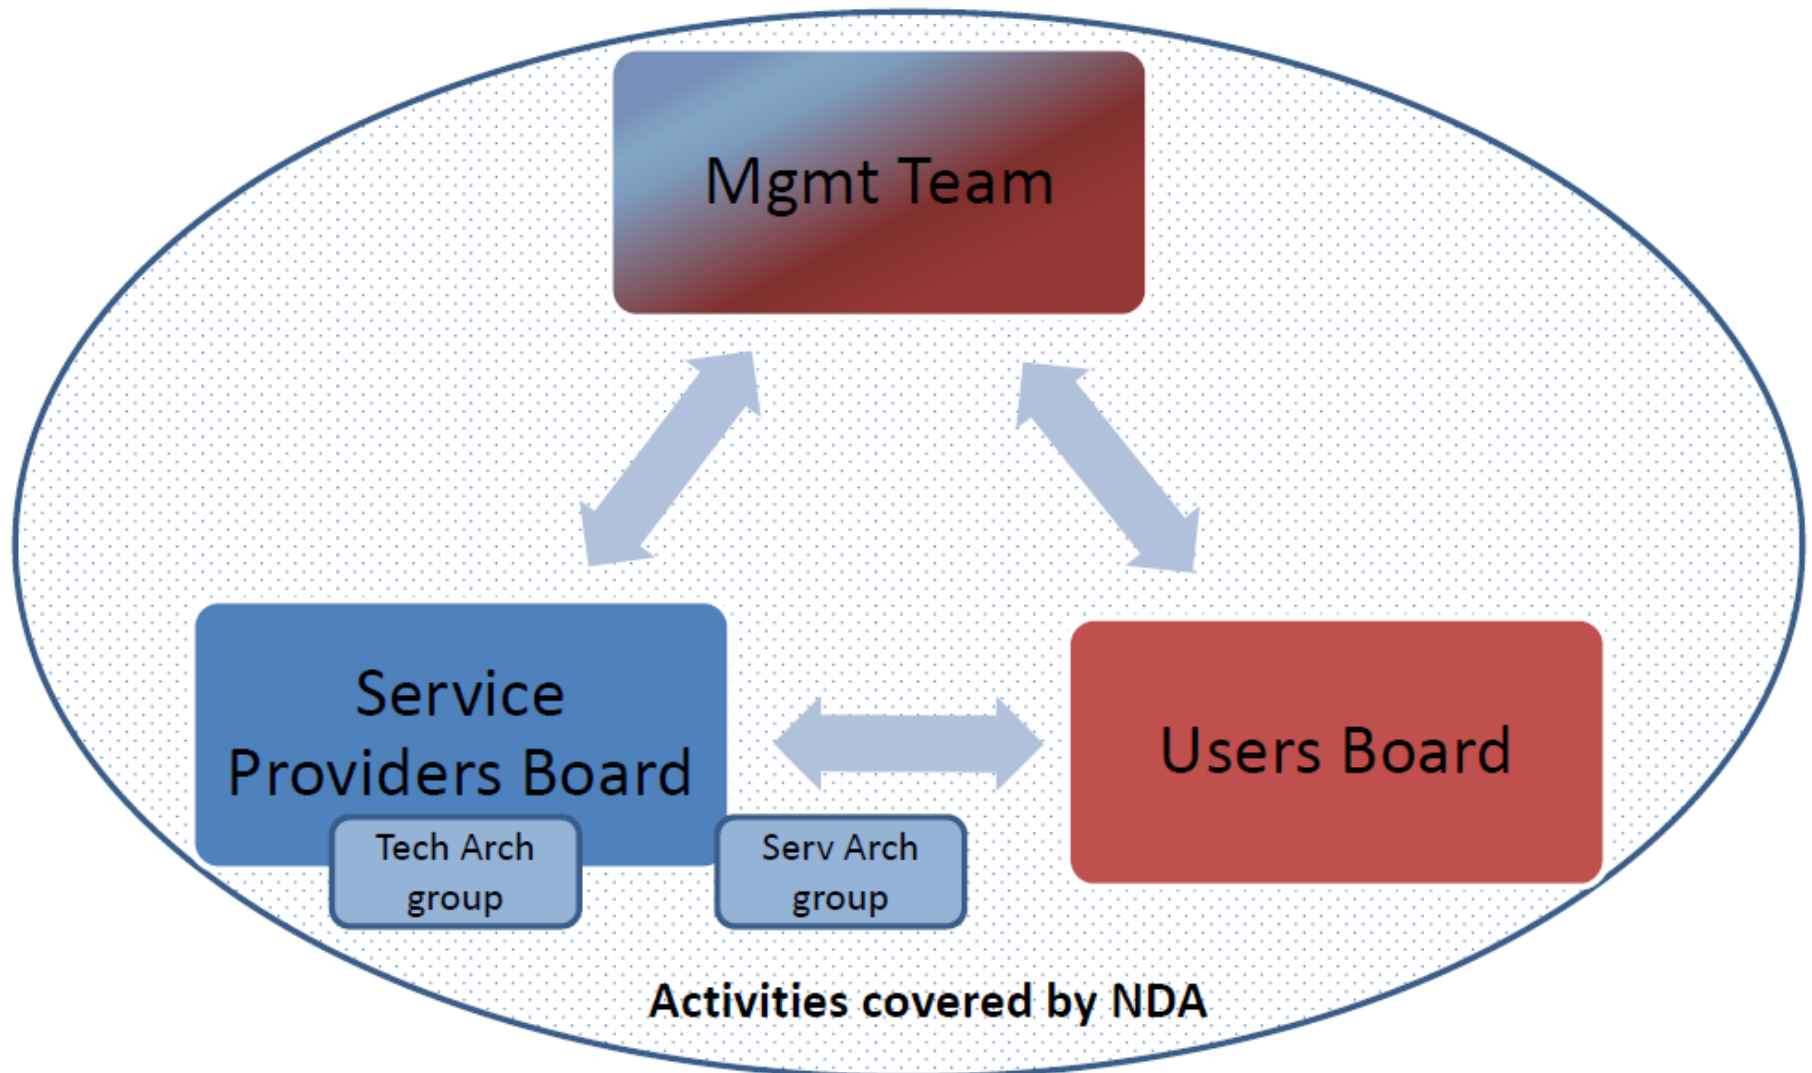 Mgmt Team
Service
Providers Board
Users Board
Tech Arch
group
Serv Arch
group
Activities covered by NDA